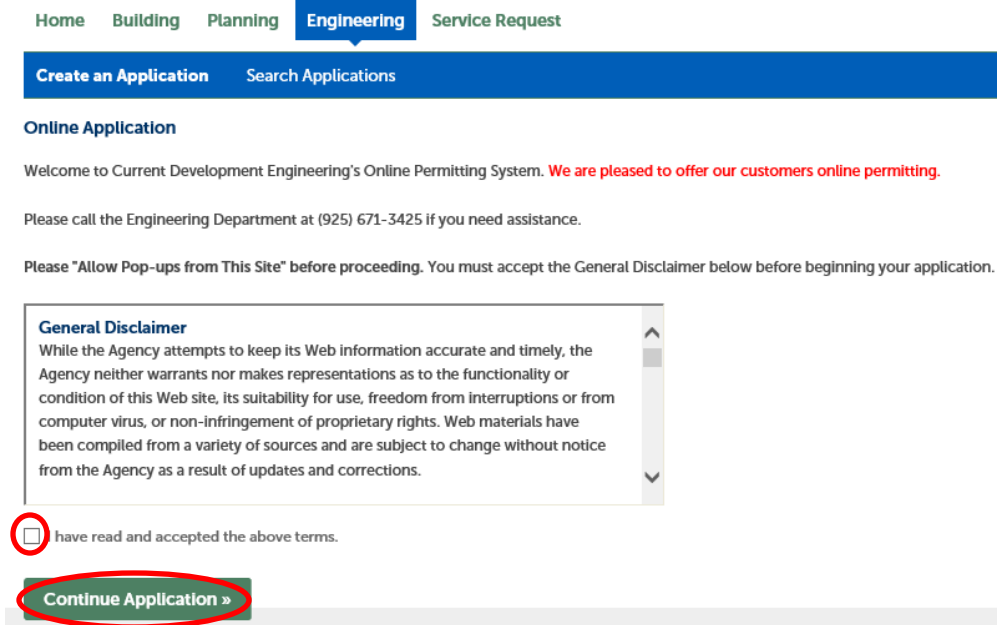 Home Building Planning Engineering Service Request
Create an Application Search Applications
Online Application
Welcome to Current Development Engineering's Online Permitting System. We are pleased to offer our customers online permitting.
Please call the Engineering Department at (925) 671-3425 if you need assistance.
Please "Allow Pop-ups from This Site" before proceeding. You must accept the General Disclaimer below before beginning your application.
General Disclaimer
While the Agency attempts to keep its Web information accurate and timely, the
Agency neither warrants nor makes representations as to the functionality or
condition of this Web site, its suitability for use, freedom from interruptions or from
computer virus, or non-infringement of proprietary rights. Web materials have
been compiled from a variety of sources and are subject to change without notice
from the Agency as a result of updates and corrections.
have read and accepted the above terms.
Continue Application »